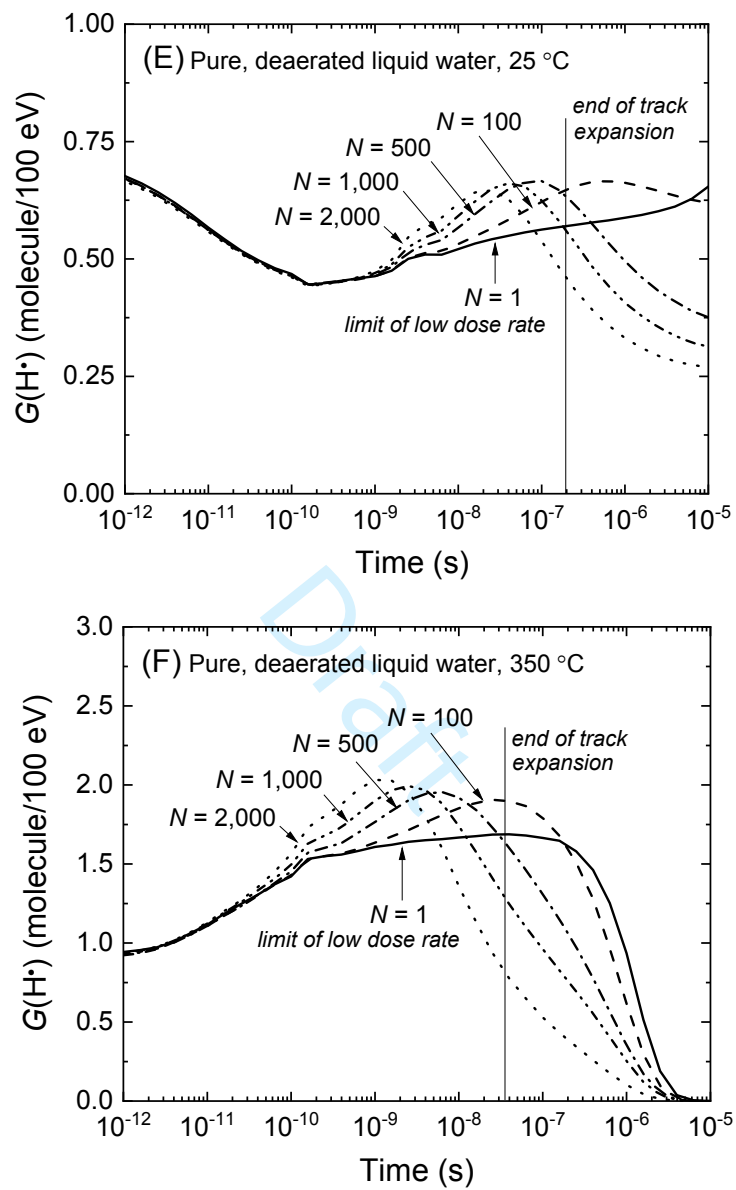 (E) Pure, deaerated liquid water, 25 °C
G(H•) (molecule/100 eV)
1.00
0.75
0.50
0.25
0.00
end of track
expansion
N = 100
N = 500
N = 1,000
N = 2,000
N = 1
limit of low dose rate
10⁻¹² 10⁻¹¹ 10⁻¹⁰ 10⁻⁹ 10⁻⁸ 10⁻⁷ 10⁻⁶ 10⁻⁵
Time (s)
Draft
(F) Pure, deaerated liquid water, 350 °C
G(H•) (molecule/100 eV)
3.0
2.5
2.0
1.5
1.0
0.5
0.0
N = 100
end of track
expansion
N = 500
N = 1,000
N = 2,000
N = 1
limit of low dose rate
10⁻¹² 10⁻¹¹ 10⁻¹⁰ 10⁻⁹ 10⁻⁸ 10⁻⁷ 10⁻⁶ 10⁻⁵
Time (s)